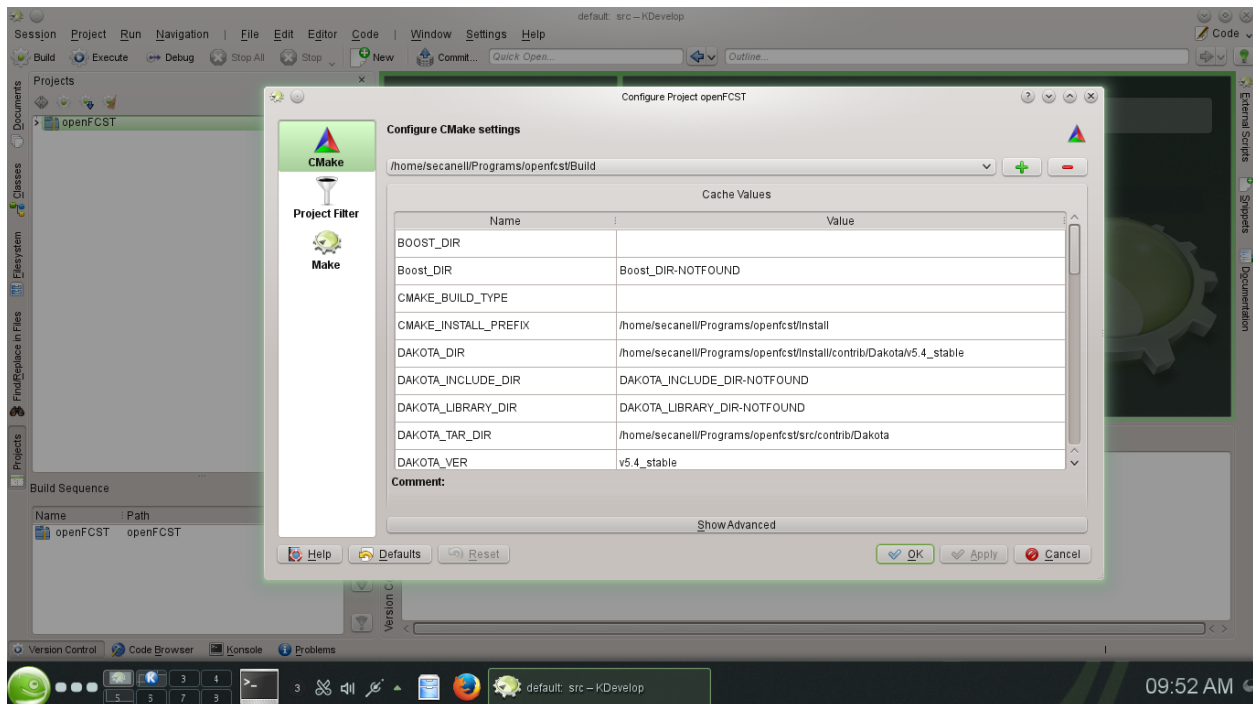 default: src – KDevelop
Session Project Run Navigation | File Edit Editor Code | Window Settings Help
Code
Build Execute Debug Stop All Stop New Commit... Quick Open... Outline...
Projects
openFCST
Documents
Classes
Filesystem
Find/Replace in Files
Projects
External Scripts
Snippets
Documentation
Configure Project openFCST
CMake
Project Filter
Make
Configure CMake settings
/home/secanell/Programs/openfcst/Build
Cache Values
Name Value
BOOST_DIR
Boost_DIR Boost_DIR-NOTFOUND
CMAKE_BUILD_TYPE
CMAKE_INSTALL_PREFIX /home/secanell/Programs/openfcst/Install
DAKOTA_DIR /home/secanell/Programs/openfcst/Install/contrib/Dakota/v5.4_stable
DAKOTA_INCLUDE_DIR DAKOTA_INCLUDE_DIR-NOTFOUND
DAKOTA_LIBRARY_DIR DAKOTA_LIBRARY_DIR-NOTFOUND
DAKOTA_TAR_DIR /home/secanell/Programs/openfcst/src/contrib/Dakota
DAKOTA_VER v5.4_stable
Comment:
Show Advanced
Help Defaults Reset OK Apply Cancel
Build Sequence
Name Path
openFCST openFCST
Version C
Version Control Code Browser Konsole Problems
3 4
5 5 7 3
3
default: src – KDevelop
09:52 AM